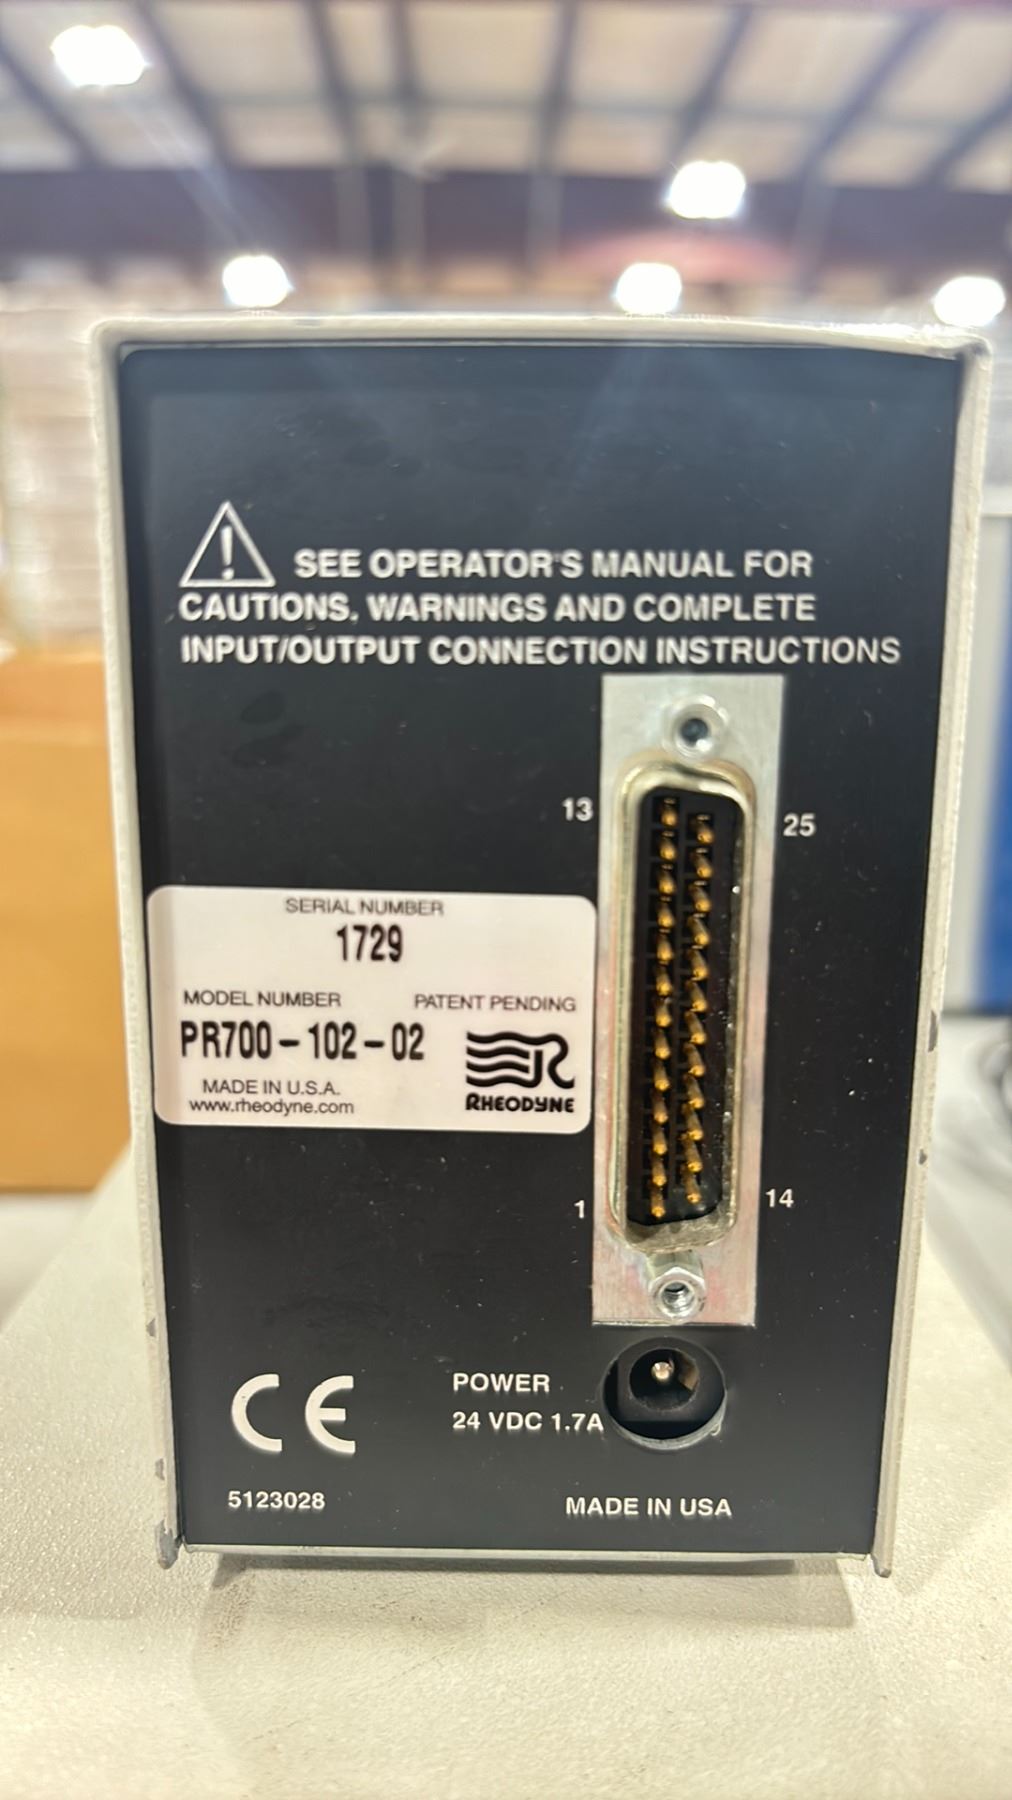 SEE OPERATOR'S MANUAL FOR
CAUTIONS, WARNINGS AND COMPLETE
INPUT/OUTPUT CONNECTION INSTRUCTIONS
13
25
SERIAL NUMBER
1729
MODEL NUMBER
PATENT PENDING
PR700-102-02
MADE IN U.S.A.
www.rheodyne.com
RHEODYNE
1
14
POWER
24 VDC 1.7A
CE
5123028
MADE IN USA